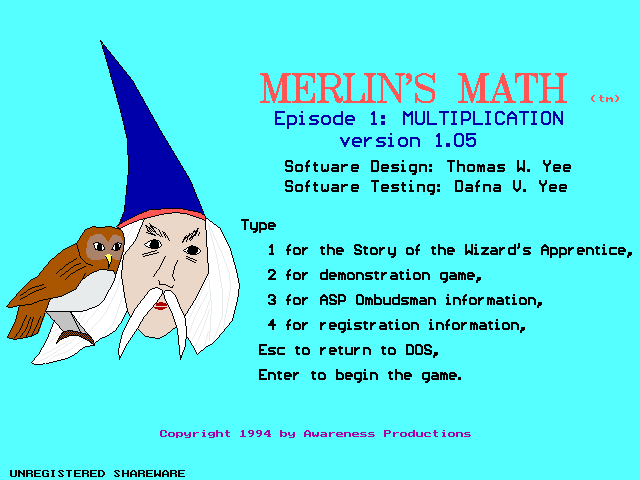 MERLIN'S MATH (tm)
Episode 1: MULTIPLICATION
version 1.05
Software Design: Thomas W. Yee
Software Testing: Dafna V. Yee
Type
1 for the Story of the Wizard's Apprentice,
2 for demonstration game,
3 for ASP Ombudsman information,
4 for registration information,
Esc to return to DOS,
Enter to begin the game.
Copyright 1994 by Awareness Productions
UNREGISTERED SHAREWARE